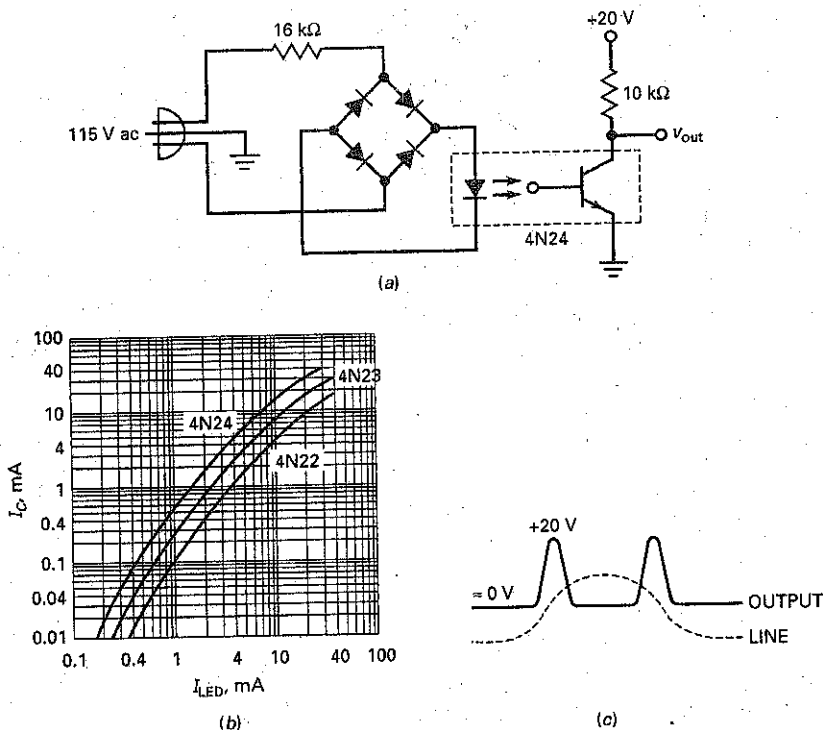 +20 V
16 kΩ
10 kΩ
115 V ac
v_out
4N24
(a)
100
40
10
4
1
0.4
0.1
0.04
0.01
I_C, mA
4N23
4N24
4N22
0.1 0.4 1 4 10 40 100
I_LED, mA
(b)
+20 V
≈ 0 V
OUTPUT
LINE
(c)